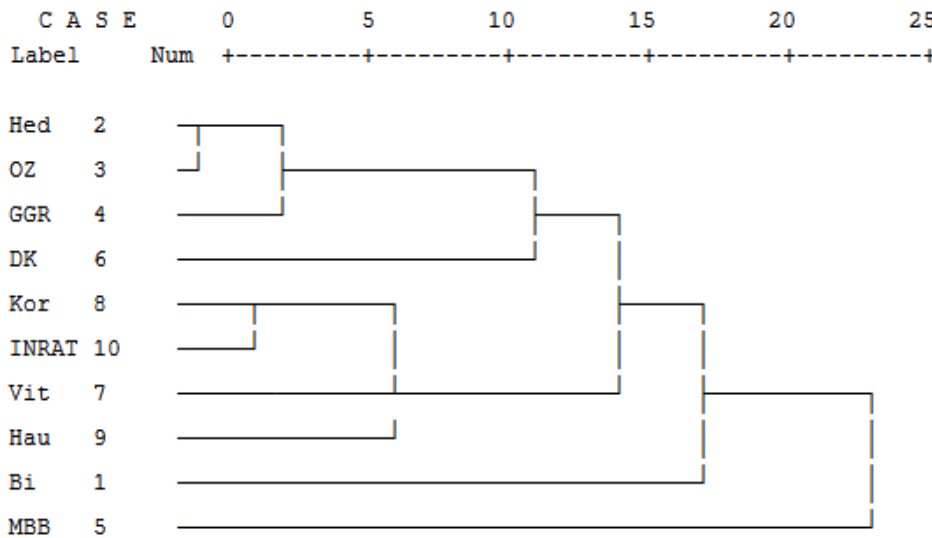 C A S E 0 5 10 15 20 25
Label Num +---------+---------+---------+---------+---------+
Hed 2
OZ 3
GGR 4
DK 6
Kor 8
INRAT 10
Vit 7
Hau 9
Bi 1
MBB 5